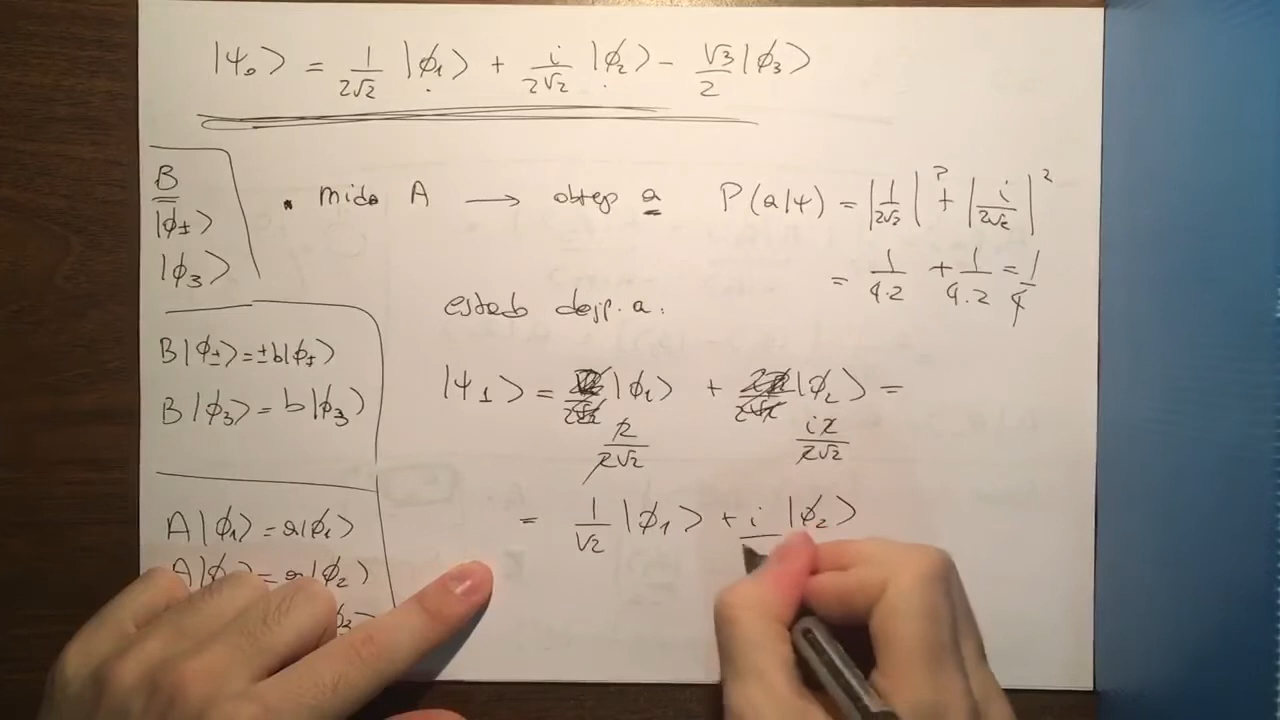 |ψ₀⟩ = 1/2√2 |ϕ₁⟩ + i/2√2 |ϕ₂⟩ − √3/2 |ϕ₃⟩
B
|ϕ±⟩
|ϕ₃⟩
• mido A → obtego a P(a|ψ) = |1/2√2|² + |i/2√2|²
= 1/4·2 + 1/4·2 = 1/4
estado desp. a:
|ψ₁⟩ = 2/2√2 |ϕ₁⟩ + i2/2√2 |ϕ₂⟩ =
= 1/√2 |ϕ₁⟩ + i |ϕ₂⟩
B|ϕ±⟩=±b|ϕ±⟩
B|ϕ₃⟩= b|ϕ₃⟩
A|ϕ₁⟩=a|ϕ₁⟩
A|ϕ =a|ϕ₂⟩